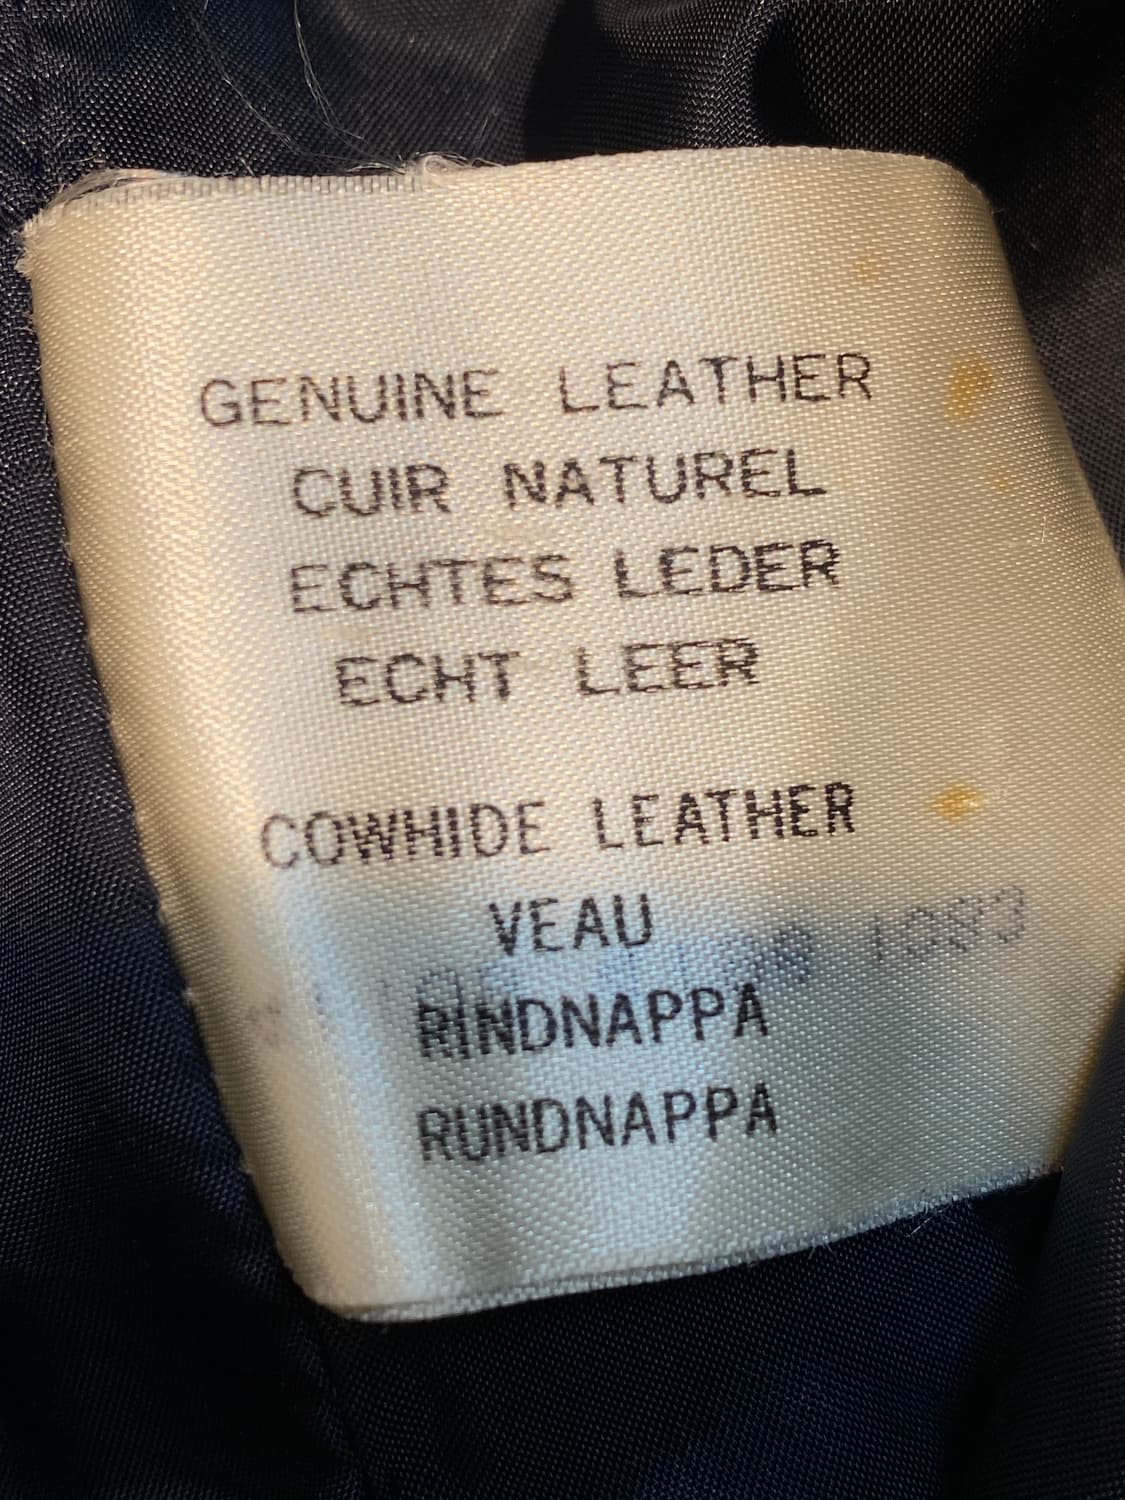 GENUINE LEATHER
CUIR NATUREL
ECHTES LEDER
ECHT LEER
COWHIDE LEATHER
VEAU
RINDNAPPA
RUNDNAPPA